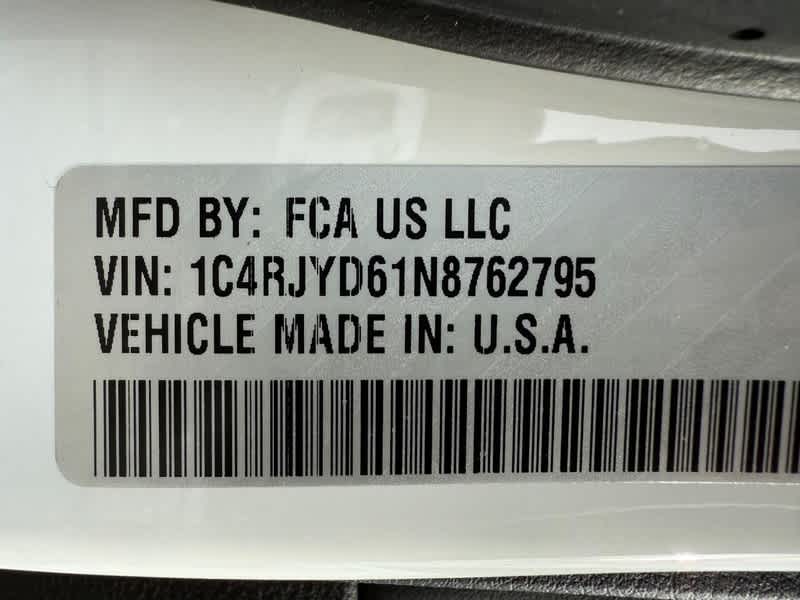 MFD BY: FCA US LLC
VIN: 1C4RJYD61N8762795
VEHICLE MADE IN: U.S.A.